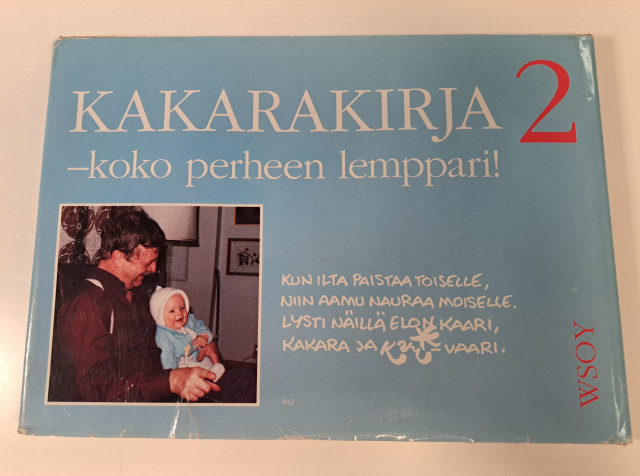 KAKARAKIRJA 2
–koko perheen lemppari!
KUN ILTA PAISTAA TOISELLE,
NIIN AAMU NAURAA MOISELLE.
LYSTI NÄILLÄ ELON KAARI,
KAKARA JA VAARI.
842
WSOY